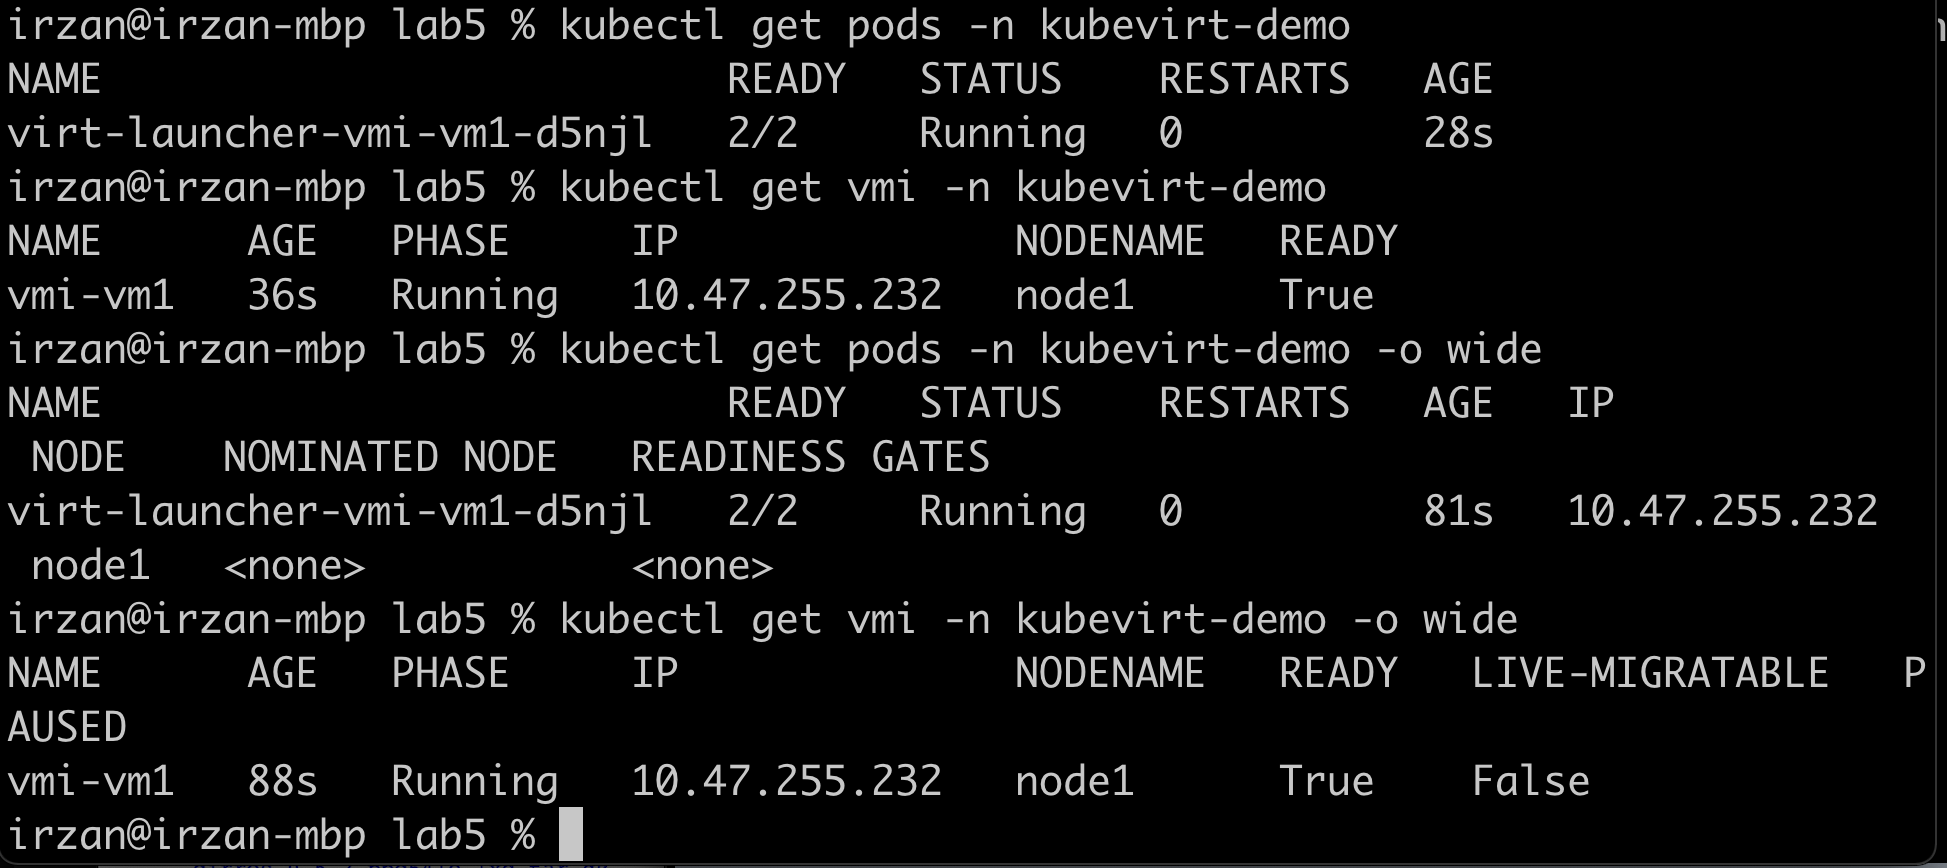 irzan@irzan-mbp lab5 % kubectl get pods -n kubevirt-demo
NAME                          READY   STATUS    RESTARTS   AGE
virt-launcher-vmi-vm1-d5njl   2/2     Running   0          28s
irzan@irzan-mbp lab5 % kubectl get vmi -n kubevirt-demo
NAME      AGE   PHASE     IP              NODENAME   READY
vmi-vm1   36s   Running   10.47.255.232   node1      True
irzan@irzan-mbp lab5 % kubectl get pods -n kubevirt-demo -o wide
NAME                          READY   STATUS    RESTARTS   AGE   IP
 NODE    NOMINATED NODE   READINESS GATES
virt-launcher-vmi-vm1-d5njl   2/2     Running   0          81s   10.47.255.232
 node1   <none>           <none>
irzan@irzan-mbp lab5 % kubectl get vmi -n kubevirt-demo -o wide
NAME      AGE   PHASE     IP              NODENAME   READY   LIVE-MIGRATABLE   P
AUSED
vmi-vm1   88s   Running   10.47.255.232   node1      True    False
irzan@irzan-mbp lab5 %